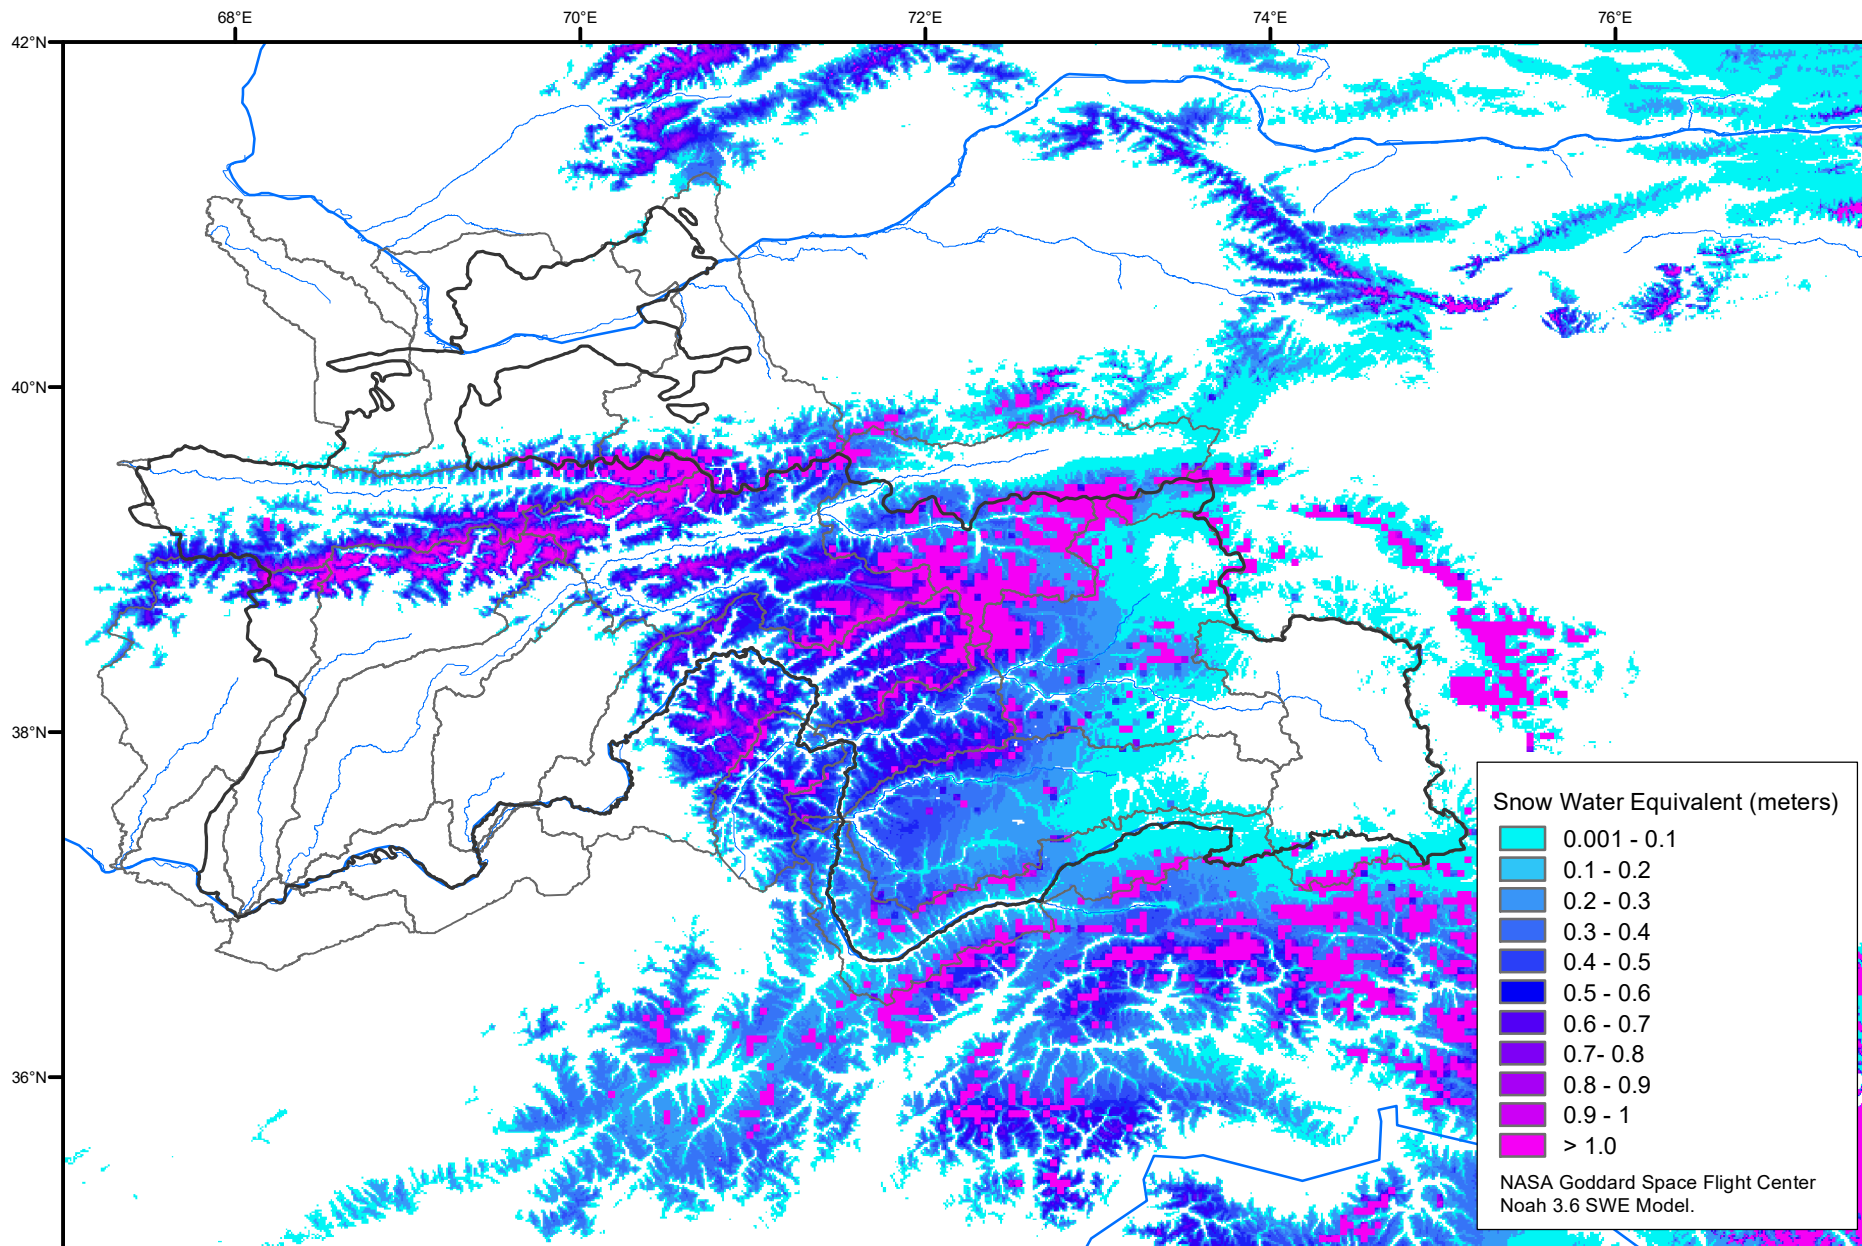 68°E 70°E 72°E 74°E 76°E
42°N
40°N
38°N
36°N
Snow Water Equivalent (meters)
0.001 - 0.1
0.1 - 0.2
0.2 - 0.3
0.3 - 0.4
0.4 - 0.5
0.5 - 0.6
0.6 - 0.7
0.7- 0.8
0.8 - 0.9
0.9 - 1
> 1.0
NASA Goddard Space Flight Center
Noah 3.6 SWE Model.